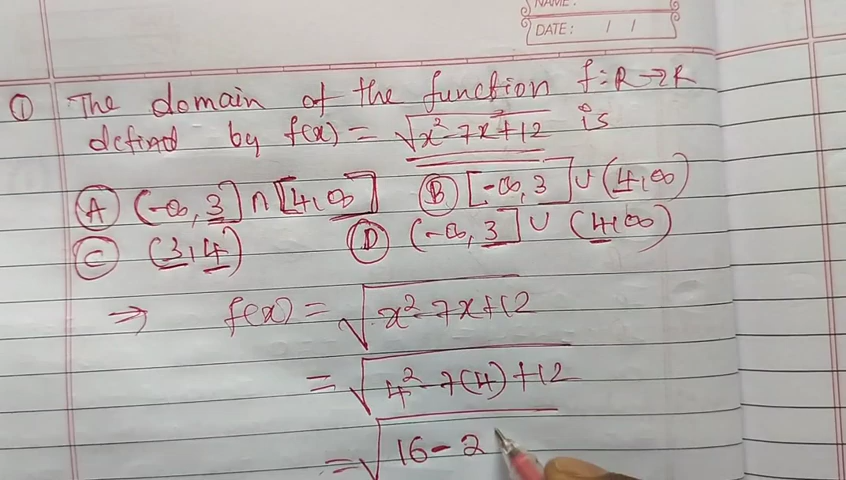 NAME:
DATE: / /
① The domain of the function f:R→R
defined by f(x) = √x²-7x+12 is
Ⓐ (-∞, 3] ∩ [4,∞] Ⓑ [-∞, 3] ∪ (4,∞)
Ⓒ (3,4) Ⓓ (-∞, 3] ∪ (4,∞)
⇒ f(x) = √x²-7x+12
= √4²-7(4)+12
= √16-2